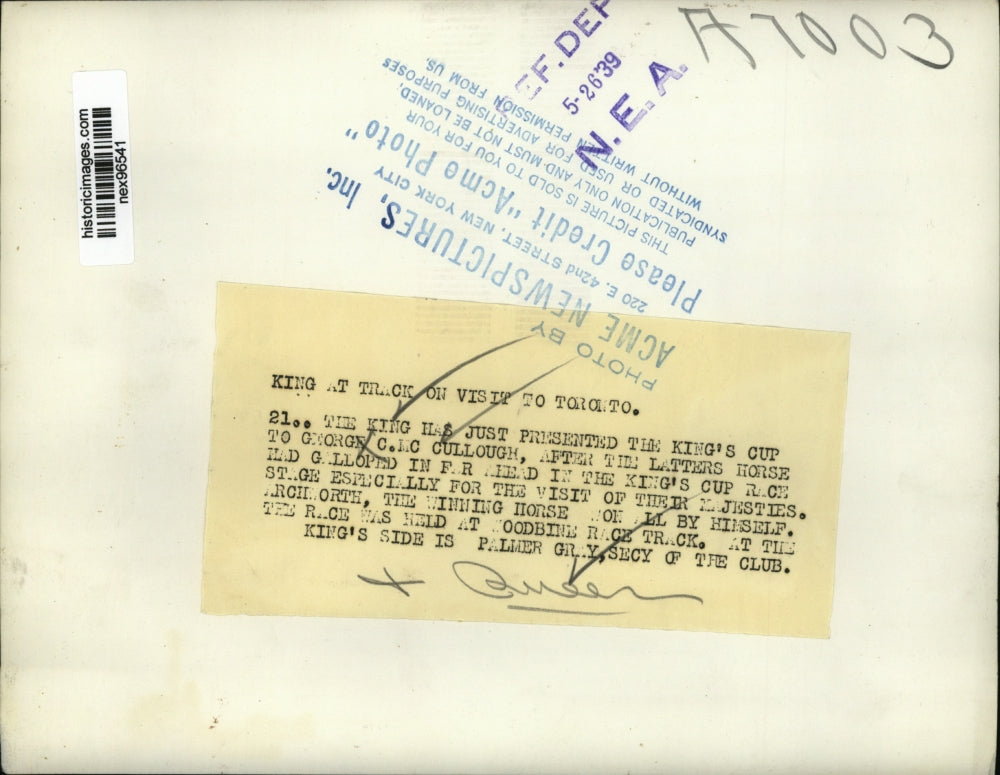 A7003
REF. DEP
5-26'39
N. E. A.
historicimages.com
nex96541
PHOTO BY
ACME NEWSPICTURES, Inc.
220 E. 42nd STREET, NEW YORK CITY
Please Credit "Acme Photo"
THIS PICTURE IS SOLD TO YOU FOR YOUR
PUBLICATION ONLY AND MUST NOT BE LOANED,
SYNDICATED OR USED FOR ADVERTISING PURPOSES
WITHOUT WRITTEN PERMISSION FROM US.
KING AT TRACK ON VISIT TO TORONTO.
21.. THE KING HAS JUST PRESENTED THE KING'S CUP
TO GEORGE C.MC CULLOUGH, AFTER THE LATTERS HORSE
HAD GALLOPED IN FAR AHEAD IN THE KING'S CUP RACE
STAGE ESPECIALLY FOR THE VISIT OF THEIR MAJESTIES.
ARCHWORTH, THE WINNING HORSE WON ALL BY HIMSELF.
THE RACE WAS HELD AT WOODBINE RACE TRACK. AT THE
KING'S SIDE IS PALMER GRAY,SECY OF THE CLUB.
+ Queen